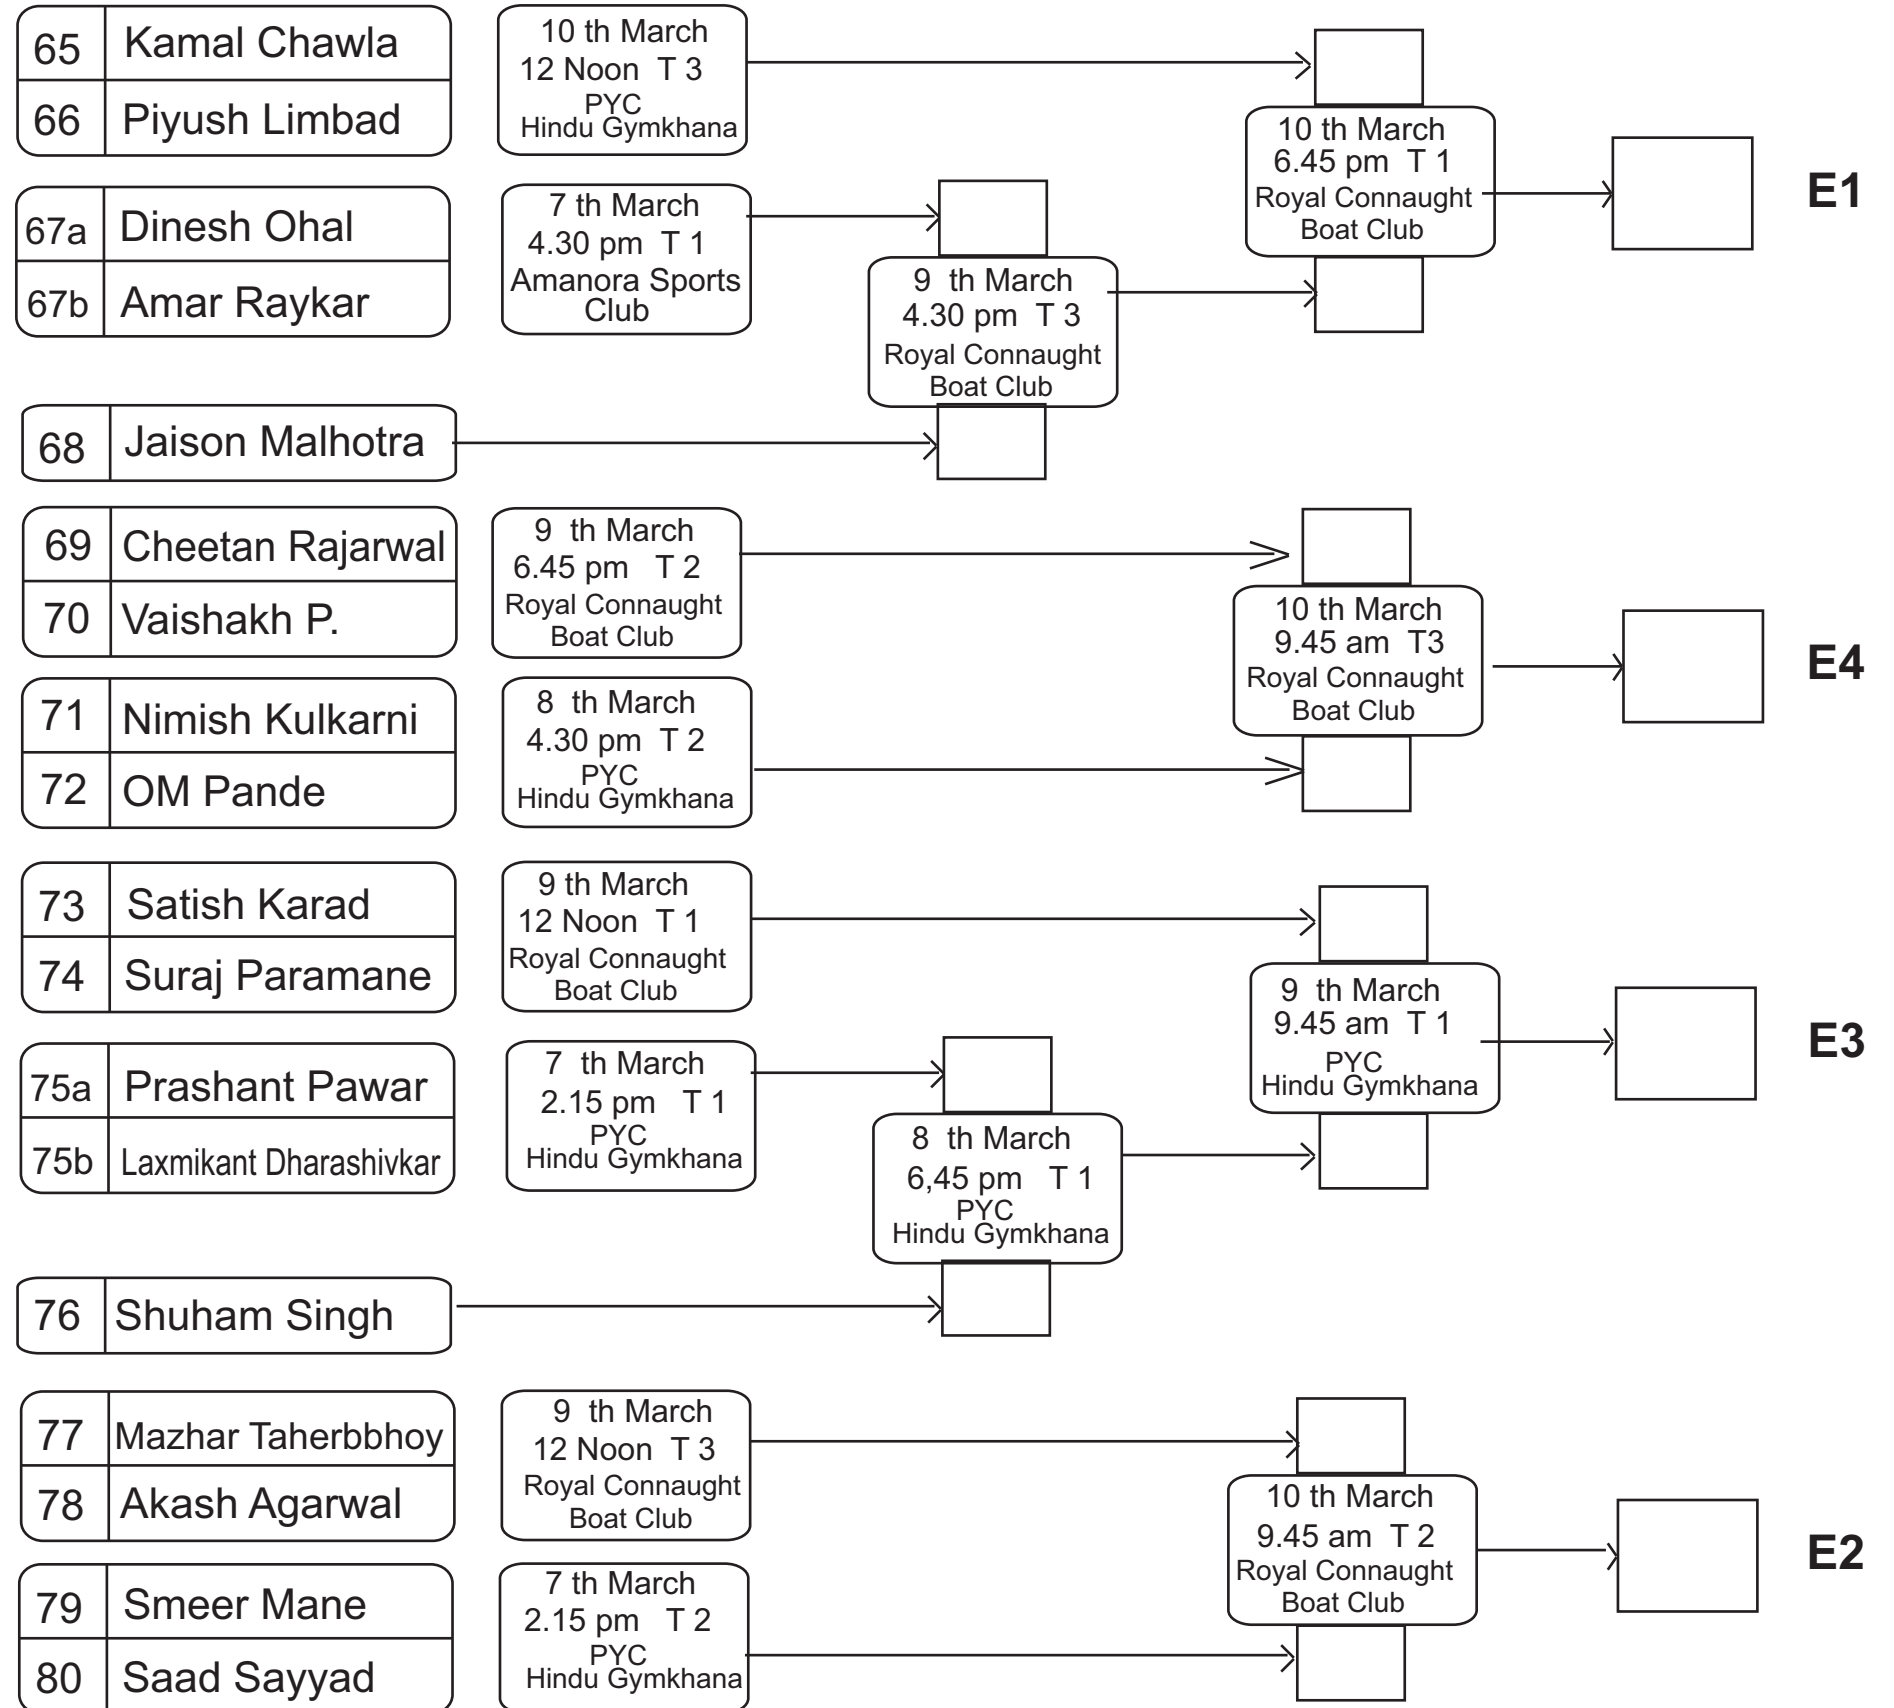 65 Kamal Chawla
66 Piyush Limbad
10 th March
12 Noon T 3
PYC
Hindu Gymkhana
10 th March
6.45 pm T 1
Royal Connaught
Boat Club
E1
67a Dinesh Ohal
67b Amar Raykar
7 th March
4.30 pm T 1
Amanora Sports
Club
9 th March
4.30 pm T 3
Royal Connaught
Boat Club
68 Jaison Malhotra
69 Cheetan Rajarwal
70 Vaishakh P.
9 th March
6.45 pm T 2
Royal Connaught
Boat Club
10 th March
9.45 am T3
Royal Connaught
Boat Club
E4
71 Nimish Kulkarni
72 OM Pande
8 th March
4.30 pm T 2
PYC
Hindu Gymkhana
73 Satish Karad
74 Suraj Paramane
9 th March
12 Noon T 1
Royal Connaught
Boat Club
9 th March
9.45 am T 1
PYC
Hindu Gymkhana
E3
75a Prashant Pawar
75b Laxmikant Dharashivkar
7 th March
2.15 pm T 1
PYC
Hindu Gymkhana
8 th March
6,45 pm T 1
PYC
Hindu Gymkhana
76 Shuham Singh
77 Mazhar Taherbbhoy
78 Akash Agarwal
9 th March
12 Noon T 3
Royal Connaught
Boat Club
10 th March
9.45 am T 2
Royal Connaught
Boat Club
E2
79 Smeer Mane
80 Saad Sayyad
7 th March
2.15 pm T 2
PYC
Hindu Gymkhana